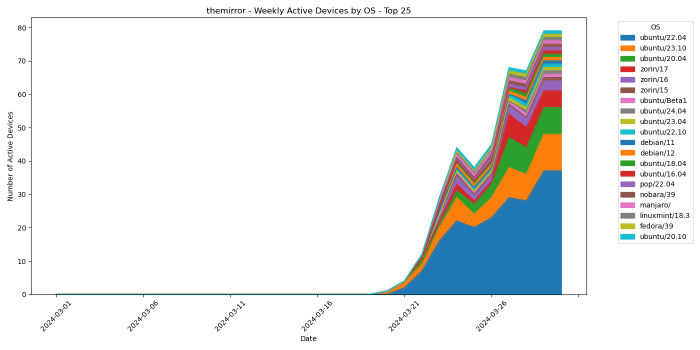 themirror - Weekly Active Devices by OS - Top 25
80
70
60
50
40
30
20
10
0
Number of Active Devices
2024-03-01
2024-03-06
2024-03-11
2024-03-16
2024-03-21
2024-03-26
Date
OS
ubuntu/22.04
ubuntu/23.10
ubuntu/20.04
zorin/17
zorin/16
zorin/15
ubuntu/Beta1
ubuntu/24.04
ubuntu/23.04
ubuntu/22.10
debian/11
debian/12
ubuntu/18.04
ubuntu/16.04
pop/22.04
nobara/39
manjaro/
linuxmint/18.3
fedora/39
ubuntu/20.10